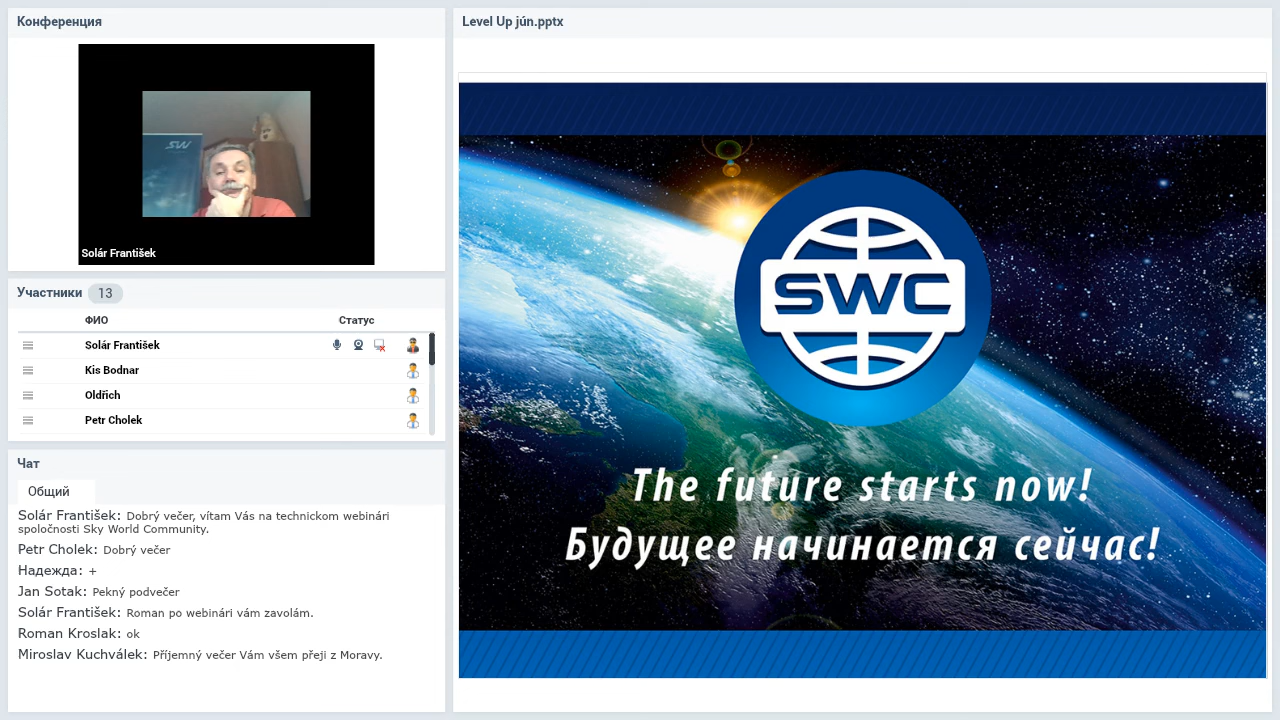 Конференция
Solár František
Участники 13
ФИО Статус
Solár František
Kis Bodnar
Oldřich
Petr Cholek
Чат
Общий
Solár František: Dobrý večer, vítam Vás na technickom webinári
spoločnosti Sky World Community.
Petr Cholek: Dobrý večer
Надежда: +
Jan Sotak: Pekný podvečer
Solár František: Roman po webinári vám zavolám.
Roman Kroslak: ok
Miroslav Kuchválek: Příjemný večer Vám všem přeji z Moravy.
Level Up jún.pptx
SWC
The future starts now!
Будущее начинается сейчас!